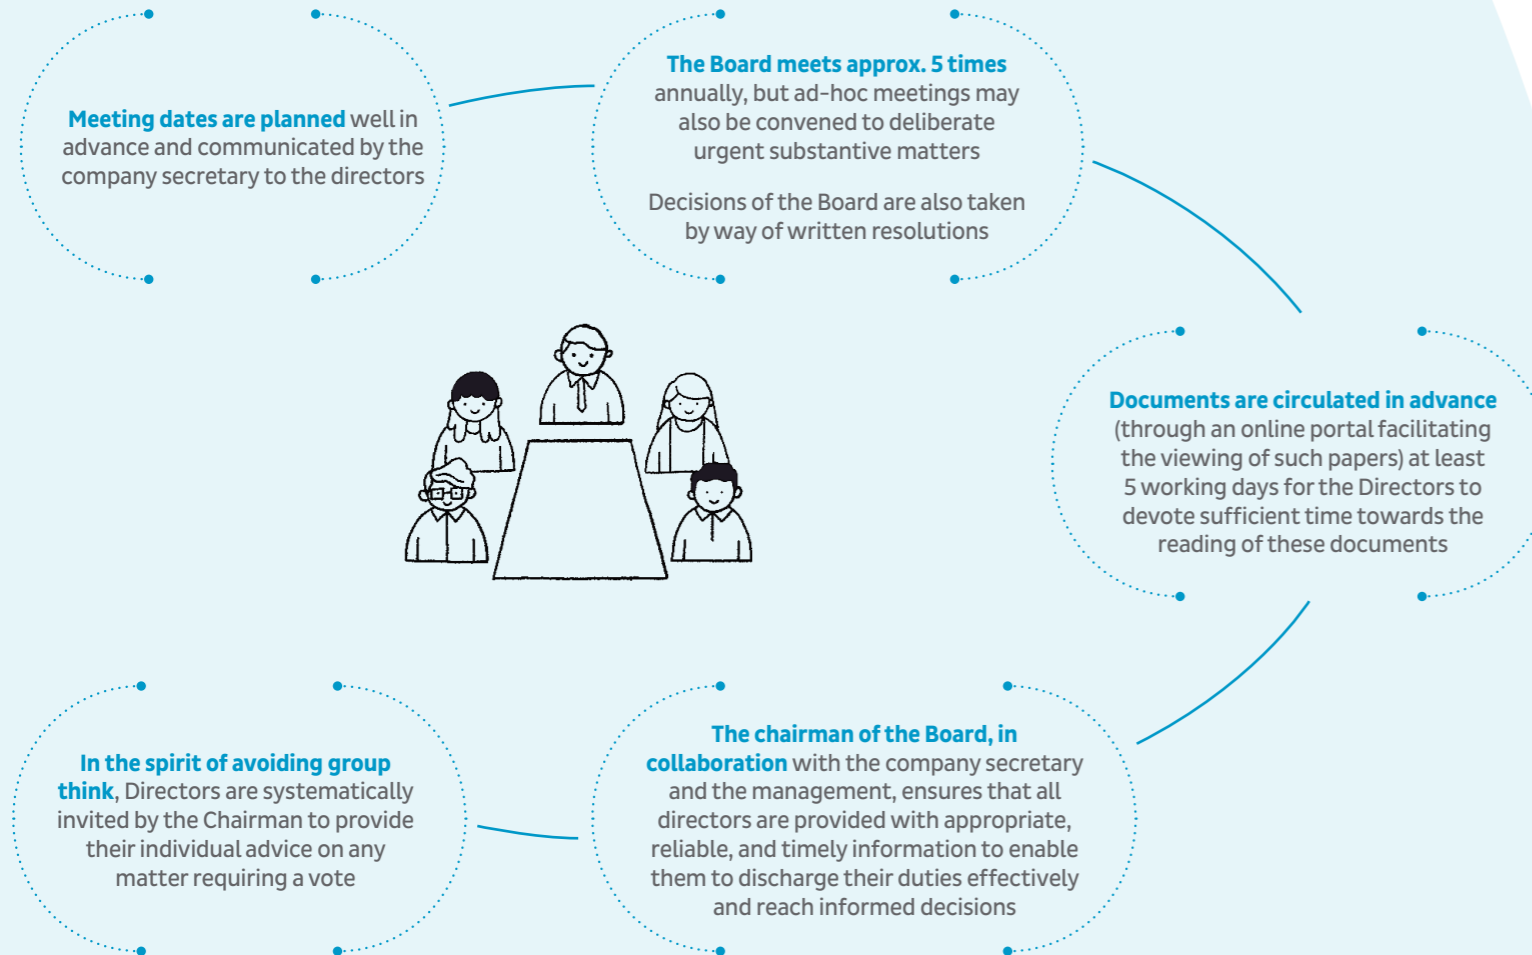 Meeting dates are planned well in
advance and communicated by the
company secretary to the directors
The Board meets approx. 5 times
annually, but ad-hoc meetings may
also be convened to deliberate
urgent substantive matters
Decisions of the Board are also taken
by way of written resolutions
Documents are circulated in advance
(through an online portal facilitating
the viewing of such papers) at least
5 working days for the Directors to
devote sufficient time towards the
reading of these documents
The chairman of the Board, in
collaboration with the company secretary
and the management, ensures that all
directors are provided with appropriate,
reliable, and timely information to enable
them to discharge their duties effectively
and reach informed decisions
In the spirit of avoiding group
think, Directors are systematically
invited by the Chairman to provide
their individual advice on any
matter requiring a vote